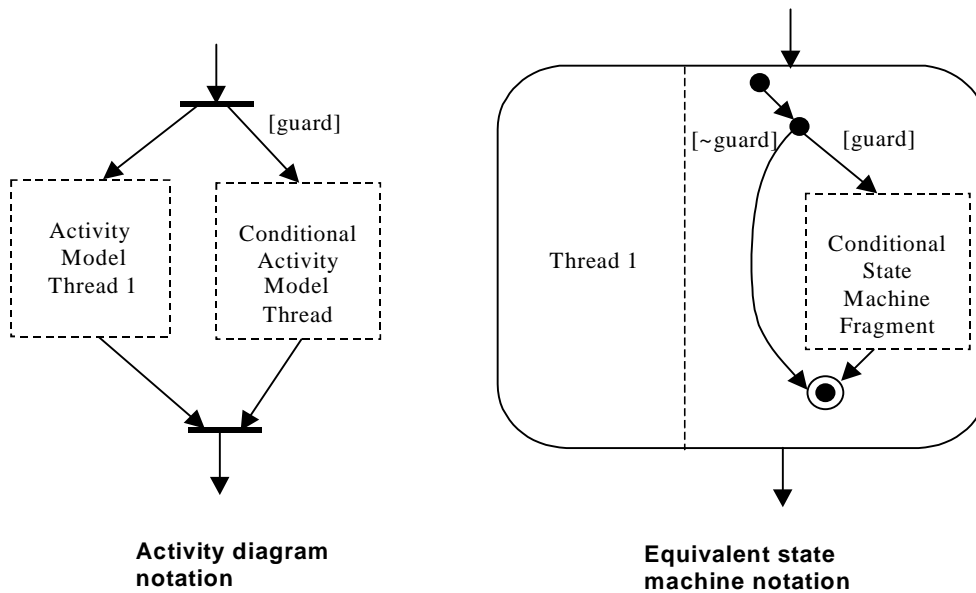 [guard]
Activity
Model
Thread 1
Conditional
Activity
Model
Thread
Activity diagram
notation
[~guard]
[guard]
Thread 1
Conditional
State
Machine
Fragment
Equivalent state
machine notation